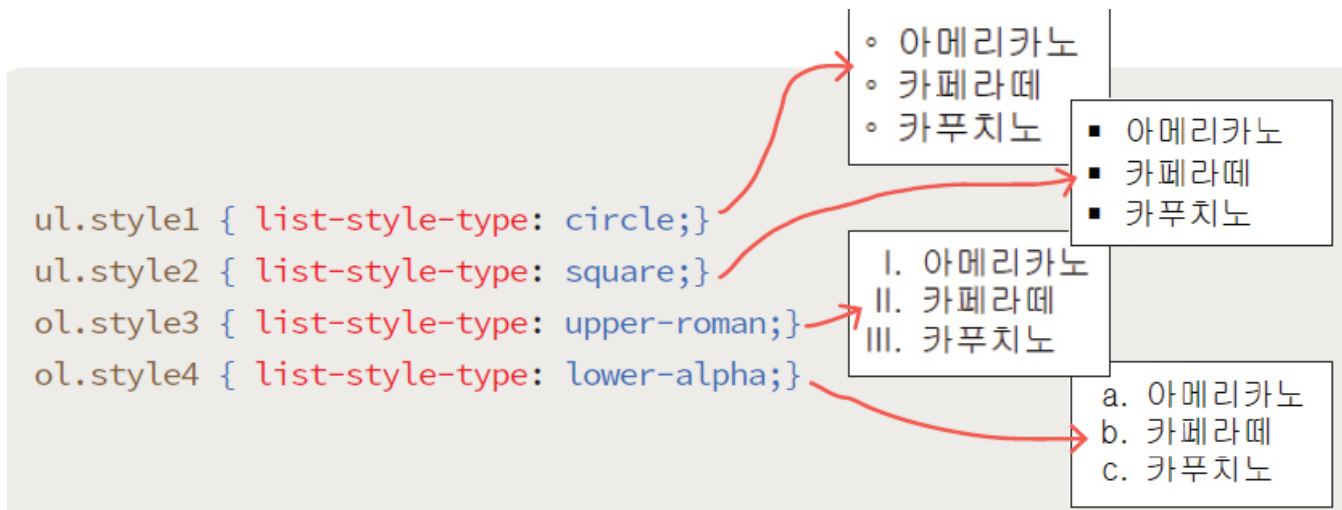 ul.style1 { list-style-type: circle;}
ul.style2 { list-style-type: square;}
ol.style3 { list-style-type: upper-roman;}
ol.style4 { list-style-type: lower-alpha;}
◦ 아메리카노
◦ 카페라떼
◦ 카푸치노
▪ 아메리카노
▪ 카페라떼
▪ 카푸치노
I. 아메리카노
II. 카페라떼
III. 카푸치노
a. 아메리카노
b. 카페라떼
c. 카푸치노